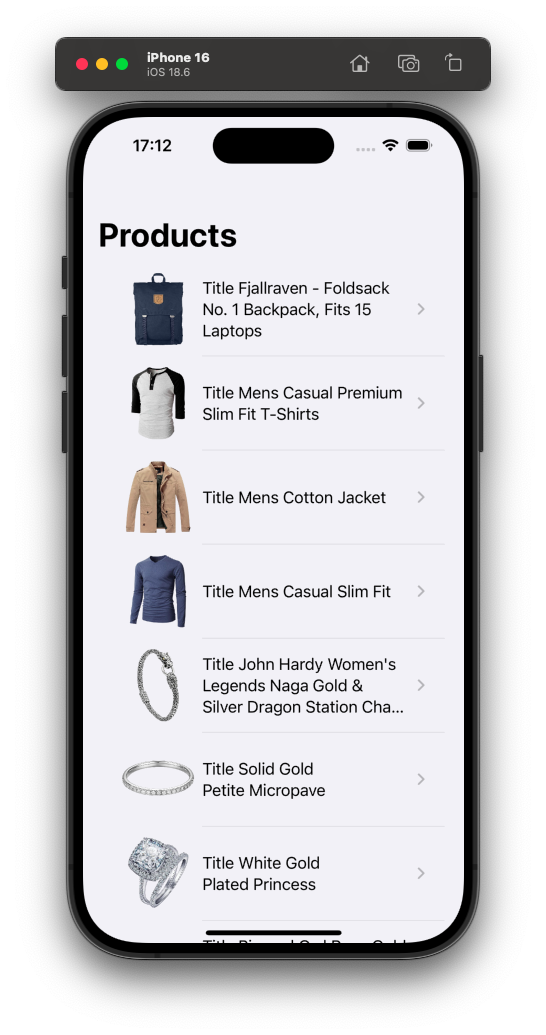 iPhone 16
iOS 18.6
17:12
Products
Title Fjallraven - Foldsack
No. 1 Backpack, Fits 15
Laptops
Title Mens Casual Premium
Slim Fit T-Shirts
Title Mens Cotton Jacket
Title Mens Casual Slim Fit
Title John Hardy Women's
Legends Naga Gold &
Silver Dragon Station Cha...
Title Solid Gold
Petite Micropave
Title White Gold
Plated Princess